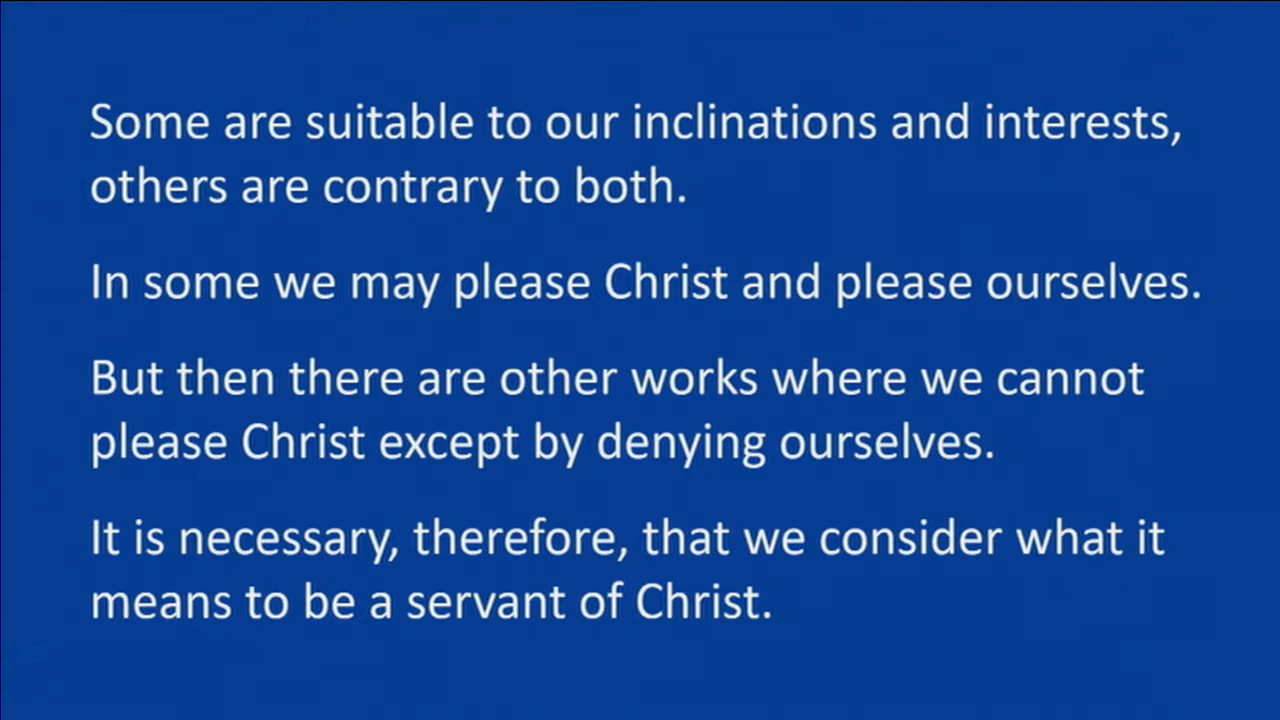 Some are suitable to our inclinations and interests,
others are contrary to both.
In some we may please Christ and please ourselves.
But then there are other works where we cannot
please Christ except by denying ourselves.
It is necessary, therefore, that we consider what it
means to be a servant of Christ.